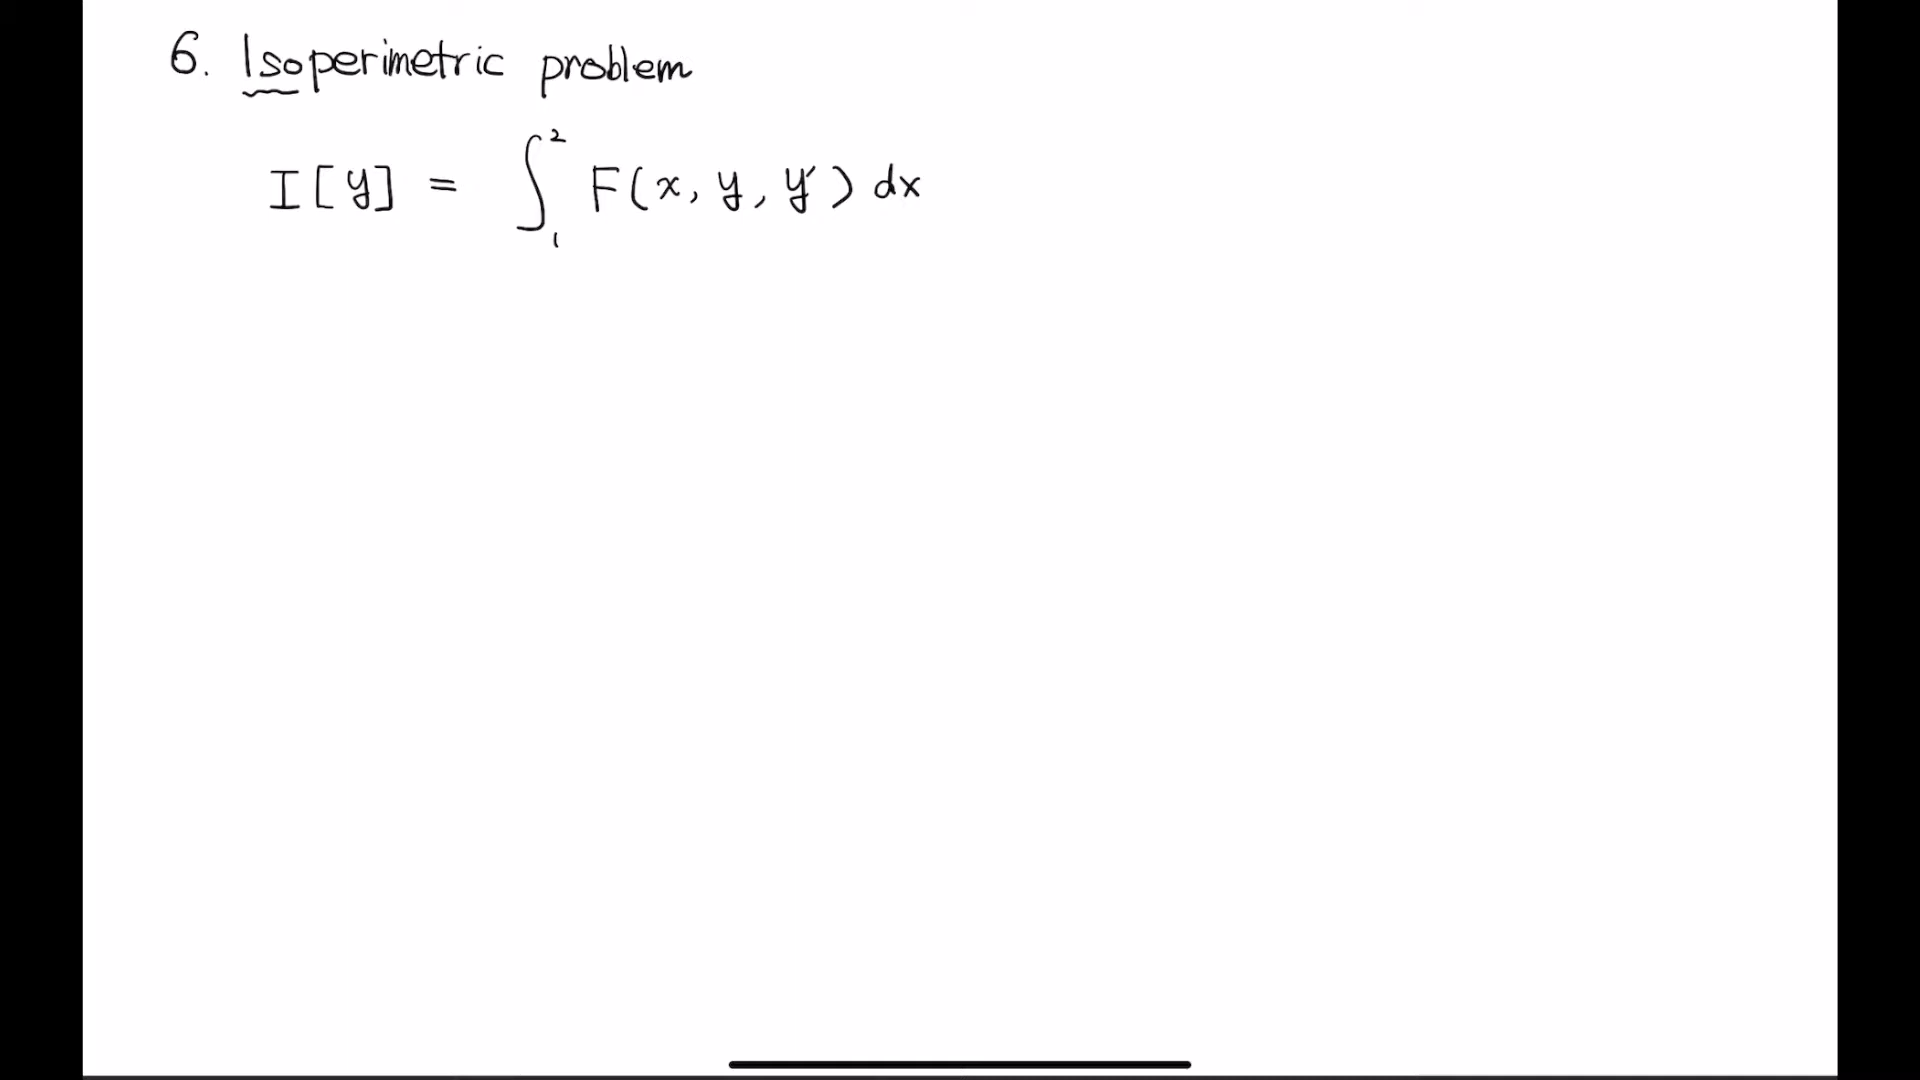 6. Isoperimetric problem
I[y] = ∫₁² F(x, y, y′) dx